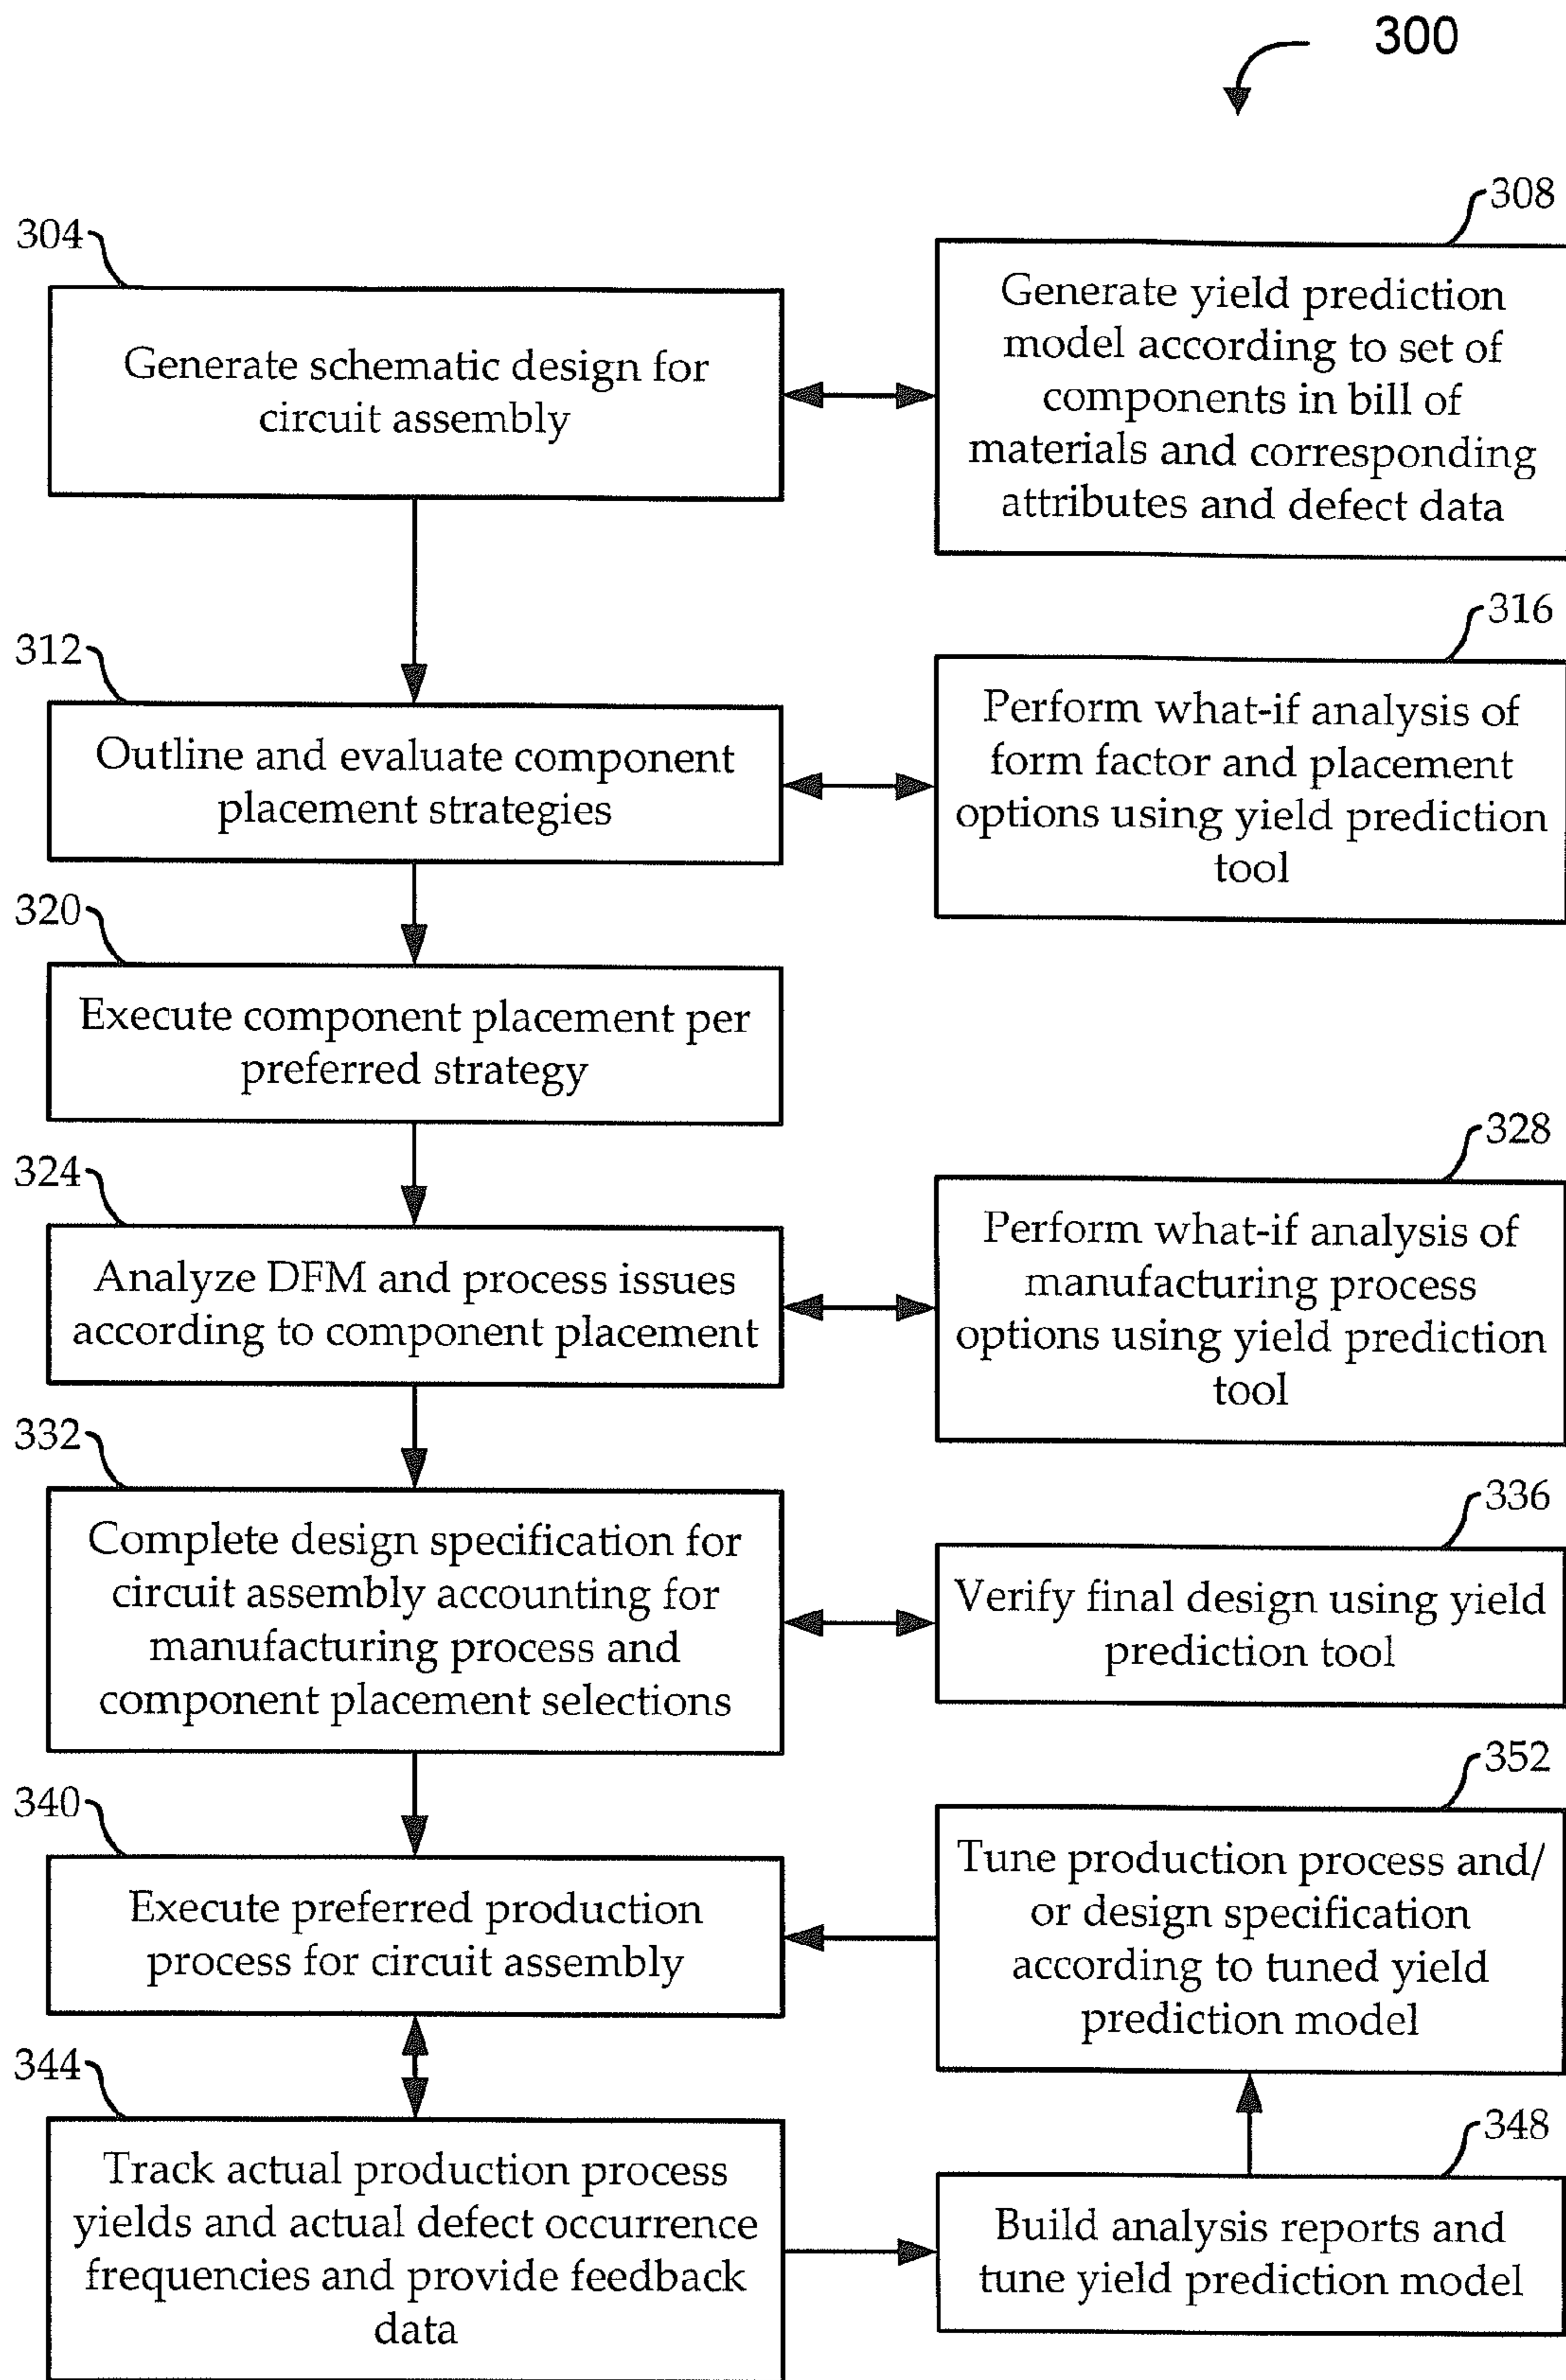 300
304
308
Generate schematic design for
circuit assembly
Generate yield prediction
model according to set of
components in bill of
materials and corresponding
attributes and defect data
312
316
Outline and evaluate component
placement strategies
Perform what-if analysis of
form factor and placement
options using yield prediction
tool
320
Execute component placement per
preferred strategy
324
328
Analyze DFM and process issues
according to component placement
Perform what-if analysis of
manufacturing process
options using yield prediction
tool
332
336
Complete design specification for
circuit assembly accounting for
manufacturing process and
component placement selections
Verify final design using yield
prediction tool
340
352
Execute preferred production
process for circuit assembly
Tune production process and/
or design specification
according to tuned yield
prediction model
344
348
Track actual production process
yields and actual defect occurrence
frequencies and provide feedback
data
Build analysis reports and
tune yield prediction model